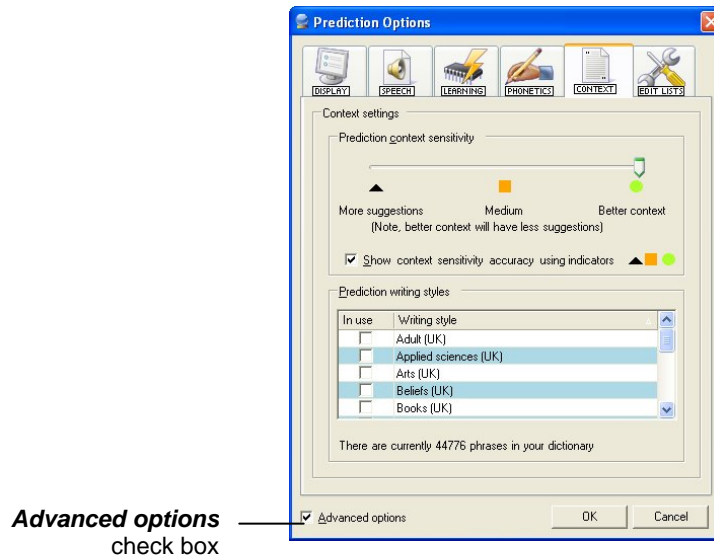 Prediction Options
DISPLAY SPEECH LEARNING PHONETICS CONTEXT EDIT LISTS
Context settings
Prediction context sensitivity
More suggestions Medium Better context
(Note, better context will have less suggestions)
Show context sensitivity accuracy using indicators
Prediction writing styles
In use Writing style
Adult (UK)
Applied sciences (UK)
Arts (UK)
Beliefs (UK)
Books (UK)
There are currently 44776 phrases in your dictionary
Advanced options
check box
Advanced options OK Cancel